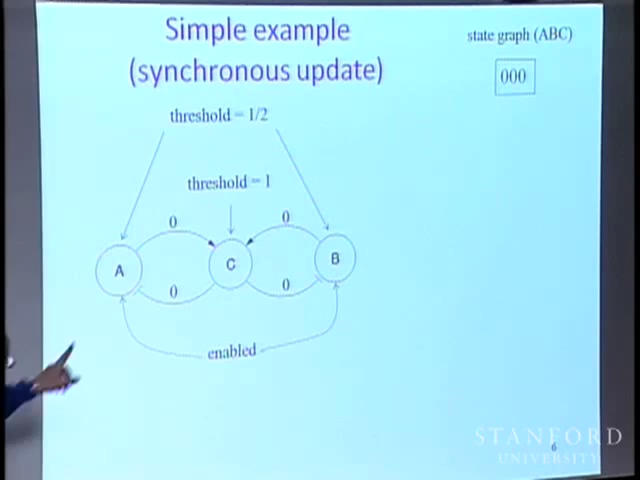 Simple example
(synchronous update)
state graph (ABC)
000
threshold = 1/2
threshold = 1
0
0
A
C
B
0
0
enabled
6
STANFORD
UNIVERSITY